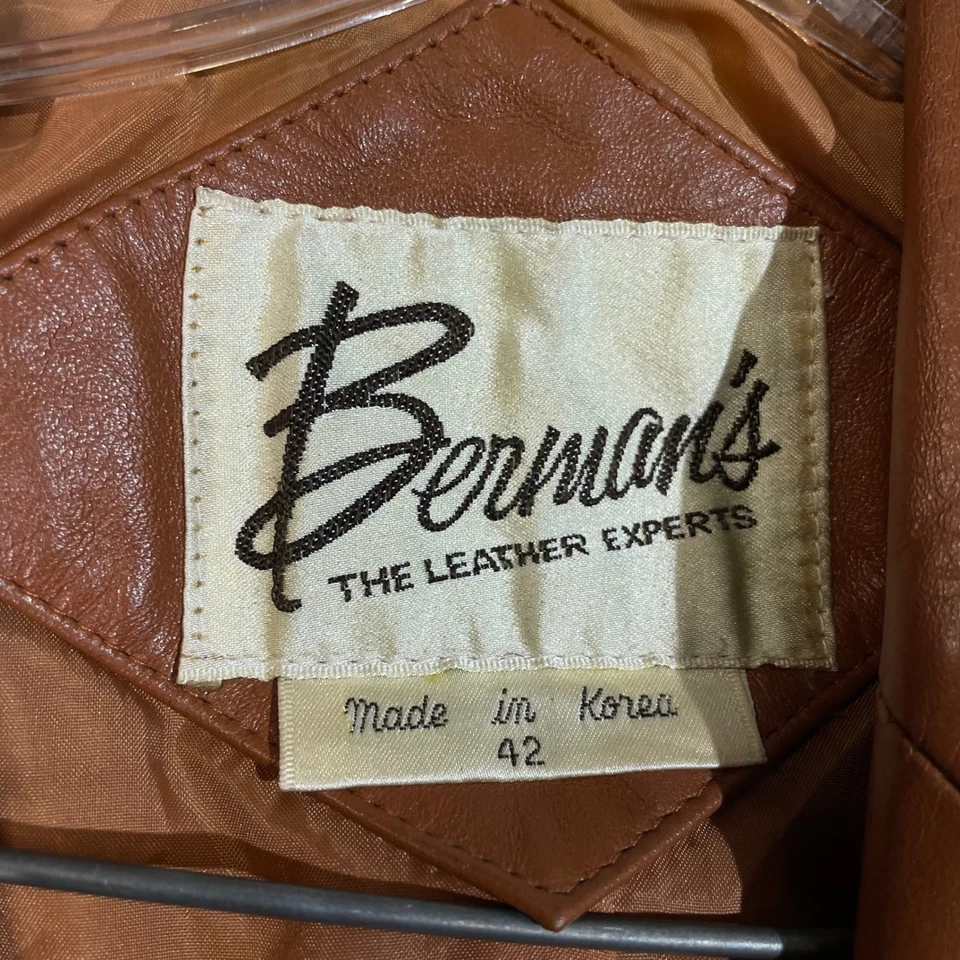 Berman's
THE LEATHER EXPERTS
Made in Korea
42